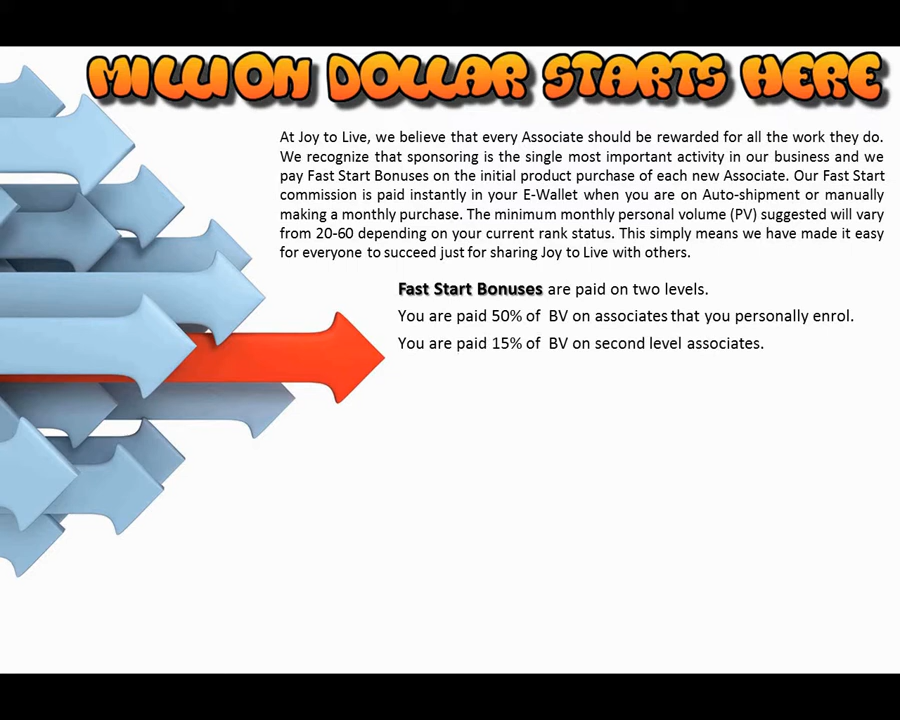 MILLION DOLLAR STARTS HERE
At Joy to Live, we believe that every Associate should be rewarded for all the work they do.
We recognize that sponsoring is the single most important activity in our business and we
pay Fast Start Bonuses on the initial product purchase of each new Associate. Our Fast Start
commission is paid instantly in your E-Wallet when you are on Auto-shipment or manually
making a monthly purchase. The minimum monthly personal volume (PV) suggested will vary
from 20-60 depending on your current rank status. This simply means we have made it easy
for everyone to succeed just for sharing Joy to Live with others.
Fast Start Bonuses are paid on two levels.
You are paid 50% of BV on associates that you personally enrol.
You are paid 15% of BV on second level associates.